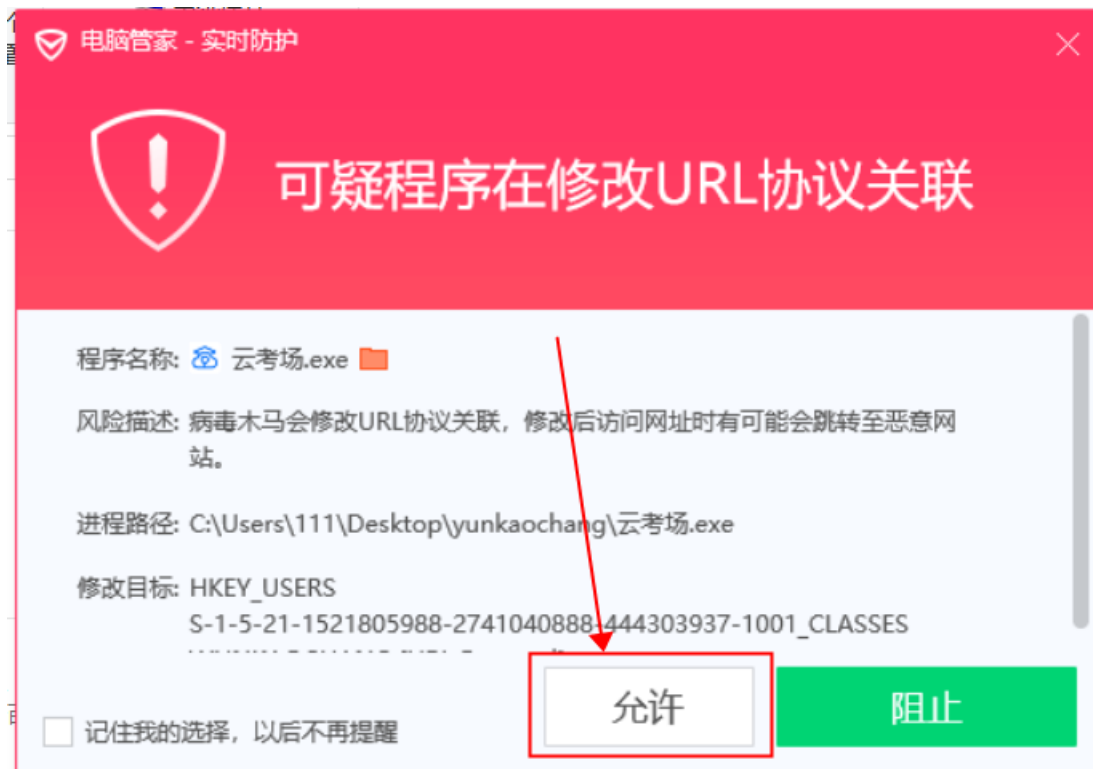 电脑管家 - 实时防护
可疑程序在修改URL协议关联
程序名称: 云考场.exe
风险描述: 病毒木马会修改URL协议关联，修改后访问网址时有可能会跳转至恶意网
站。
进程路径: C:\Users\111\Desktop\yunkaochang\云考场.exe
修改目标: HKEY_USERS
S-1-5-21-1521805988-2741040888-444303937-1001_CLASSES
记住我的选择，以后不再提醒
允许
阻止